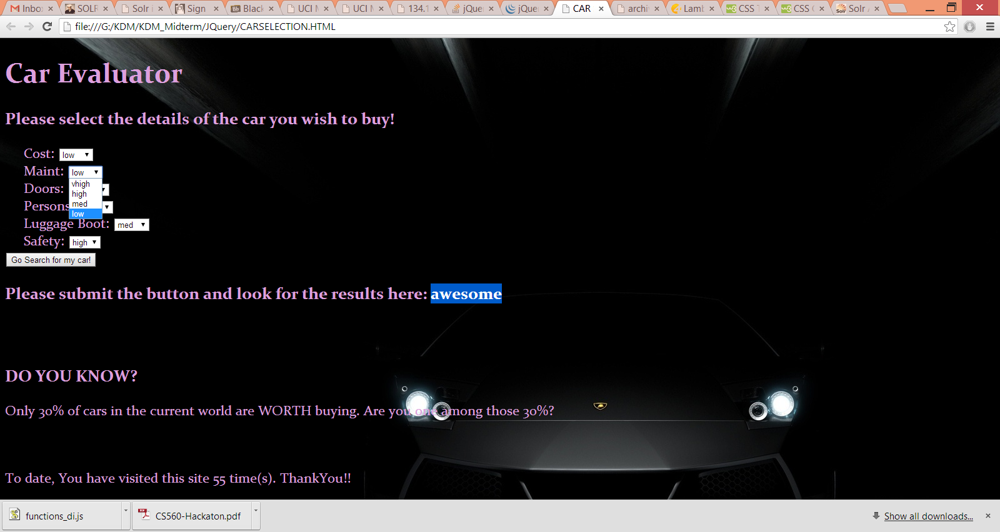 Inbo
SOLR
Solr i
Sign
Black
UCI M
UCI M
134.1
jQue
jQue
CAR
archi
Lamb
CSS T
CSS
Solr
file:///G:/KDM/KDM_Midterm/JQuery/CARSELECTION.HTML
Car Evaluator
Please select the details of the car you wish to buy!
Cost: low
Maint: low
vhigh
high
med
low
Doors:
Persons
Luggage Boot: med
Safety: high
Go Search for my car!
Please submit the button and look for the results here: awesome
DO YOU KNOW?
Only 30% of cars in the current world are WORTH buying. Are you one among those 30%?
To date, You have visited this site 55 time(s). ThankYou!!
functions_di.js
CS560-Hackaton.pdf
Show all downloads...